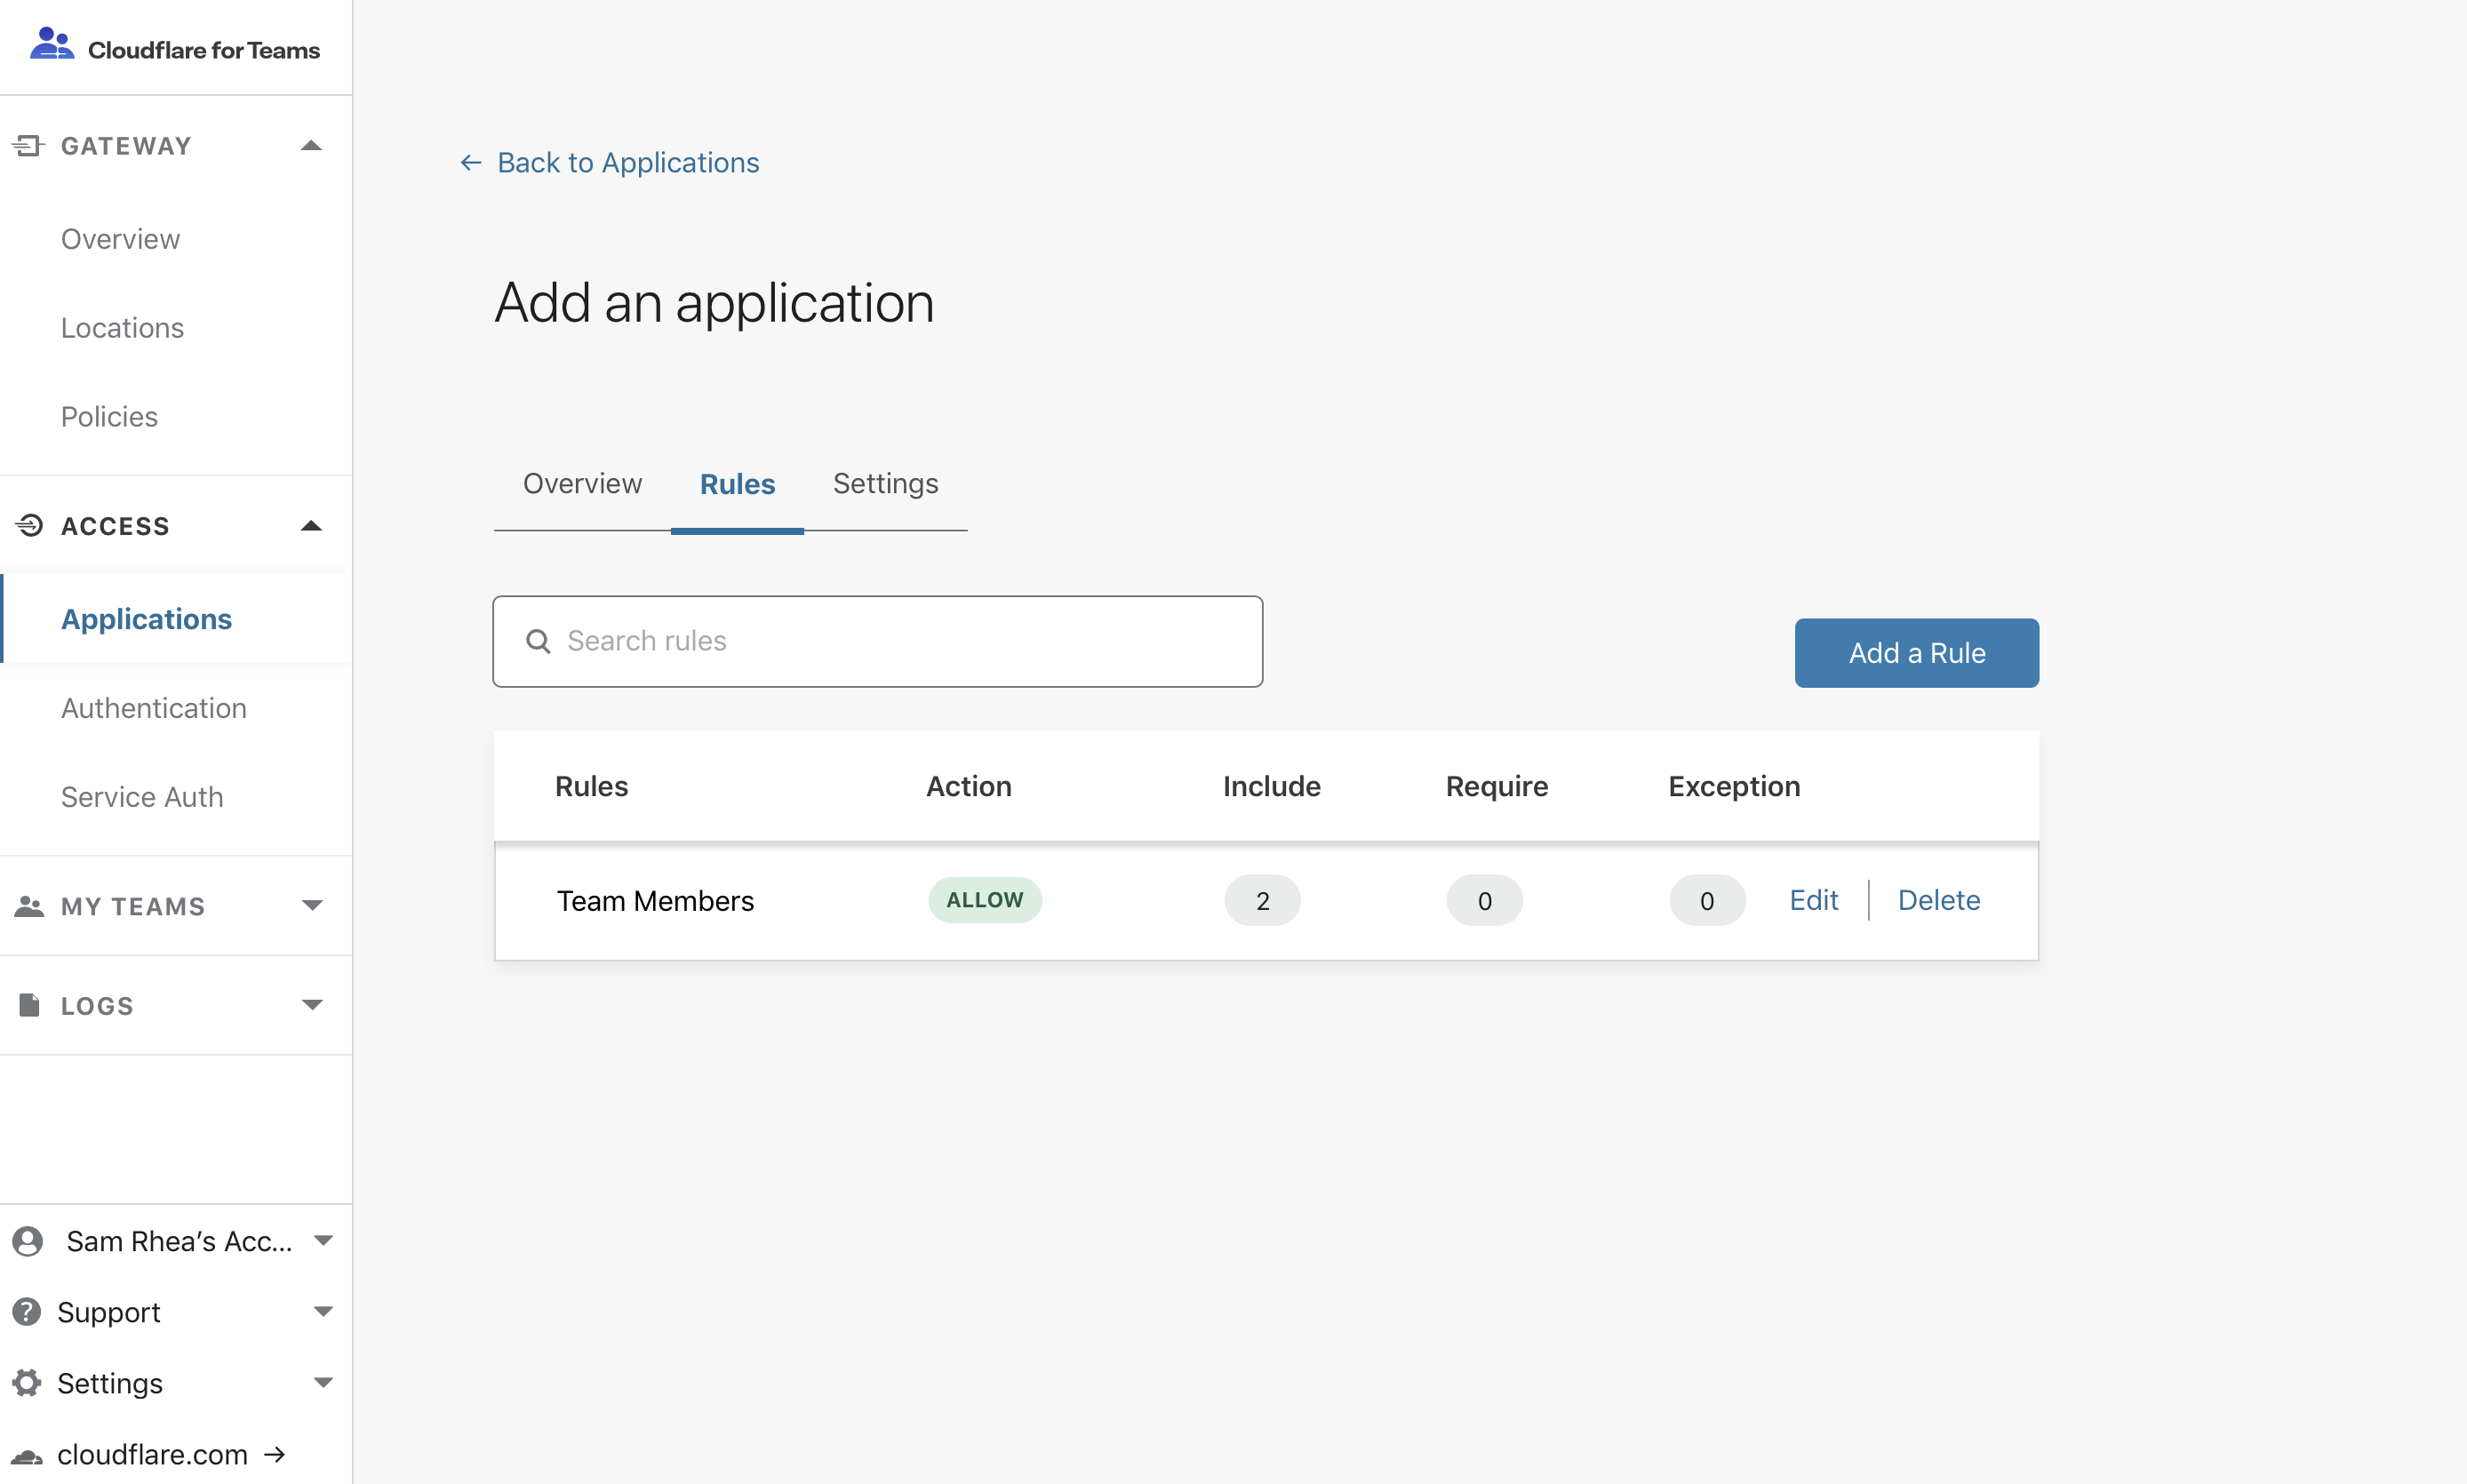 Cloudflare for Teams
GATEWAY
Overview
Locations
Policies
ACCESS
Applications
Authentication
Service Auth
MY TEAMS
LOGS
Sam Rhea’s Acc...
Support
Settings
cloudflare.com →
← Back to Applications
Add an application
Overview Rules Settings
Search rules
Add a Rule
Rules Action Include Require Exception
Team Members ALLOW 2 0 0 Edit Delete